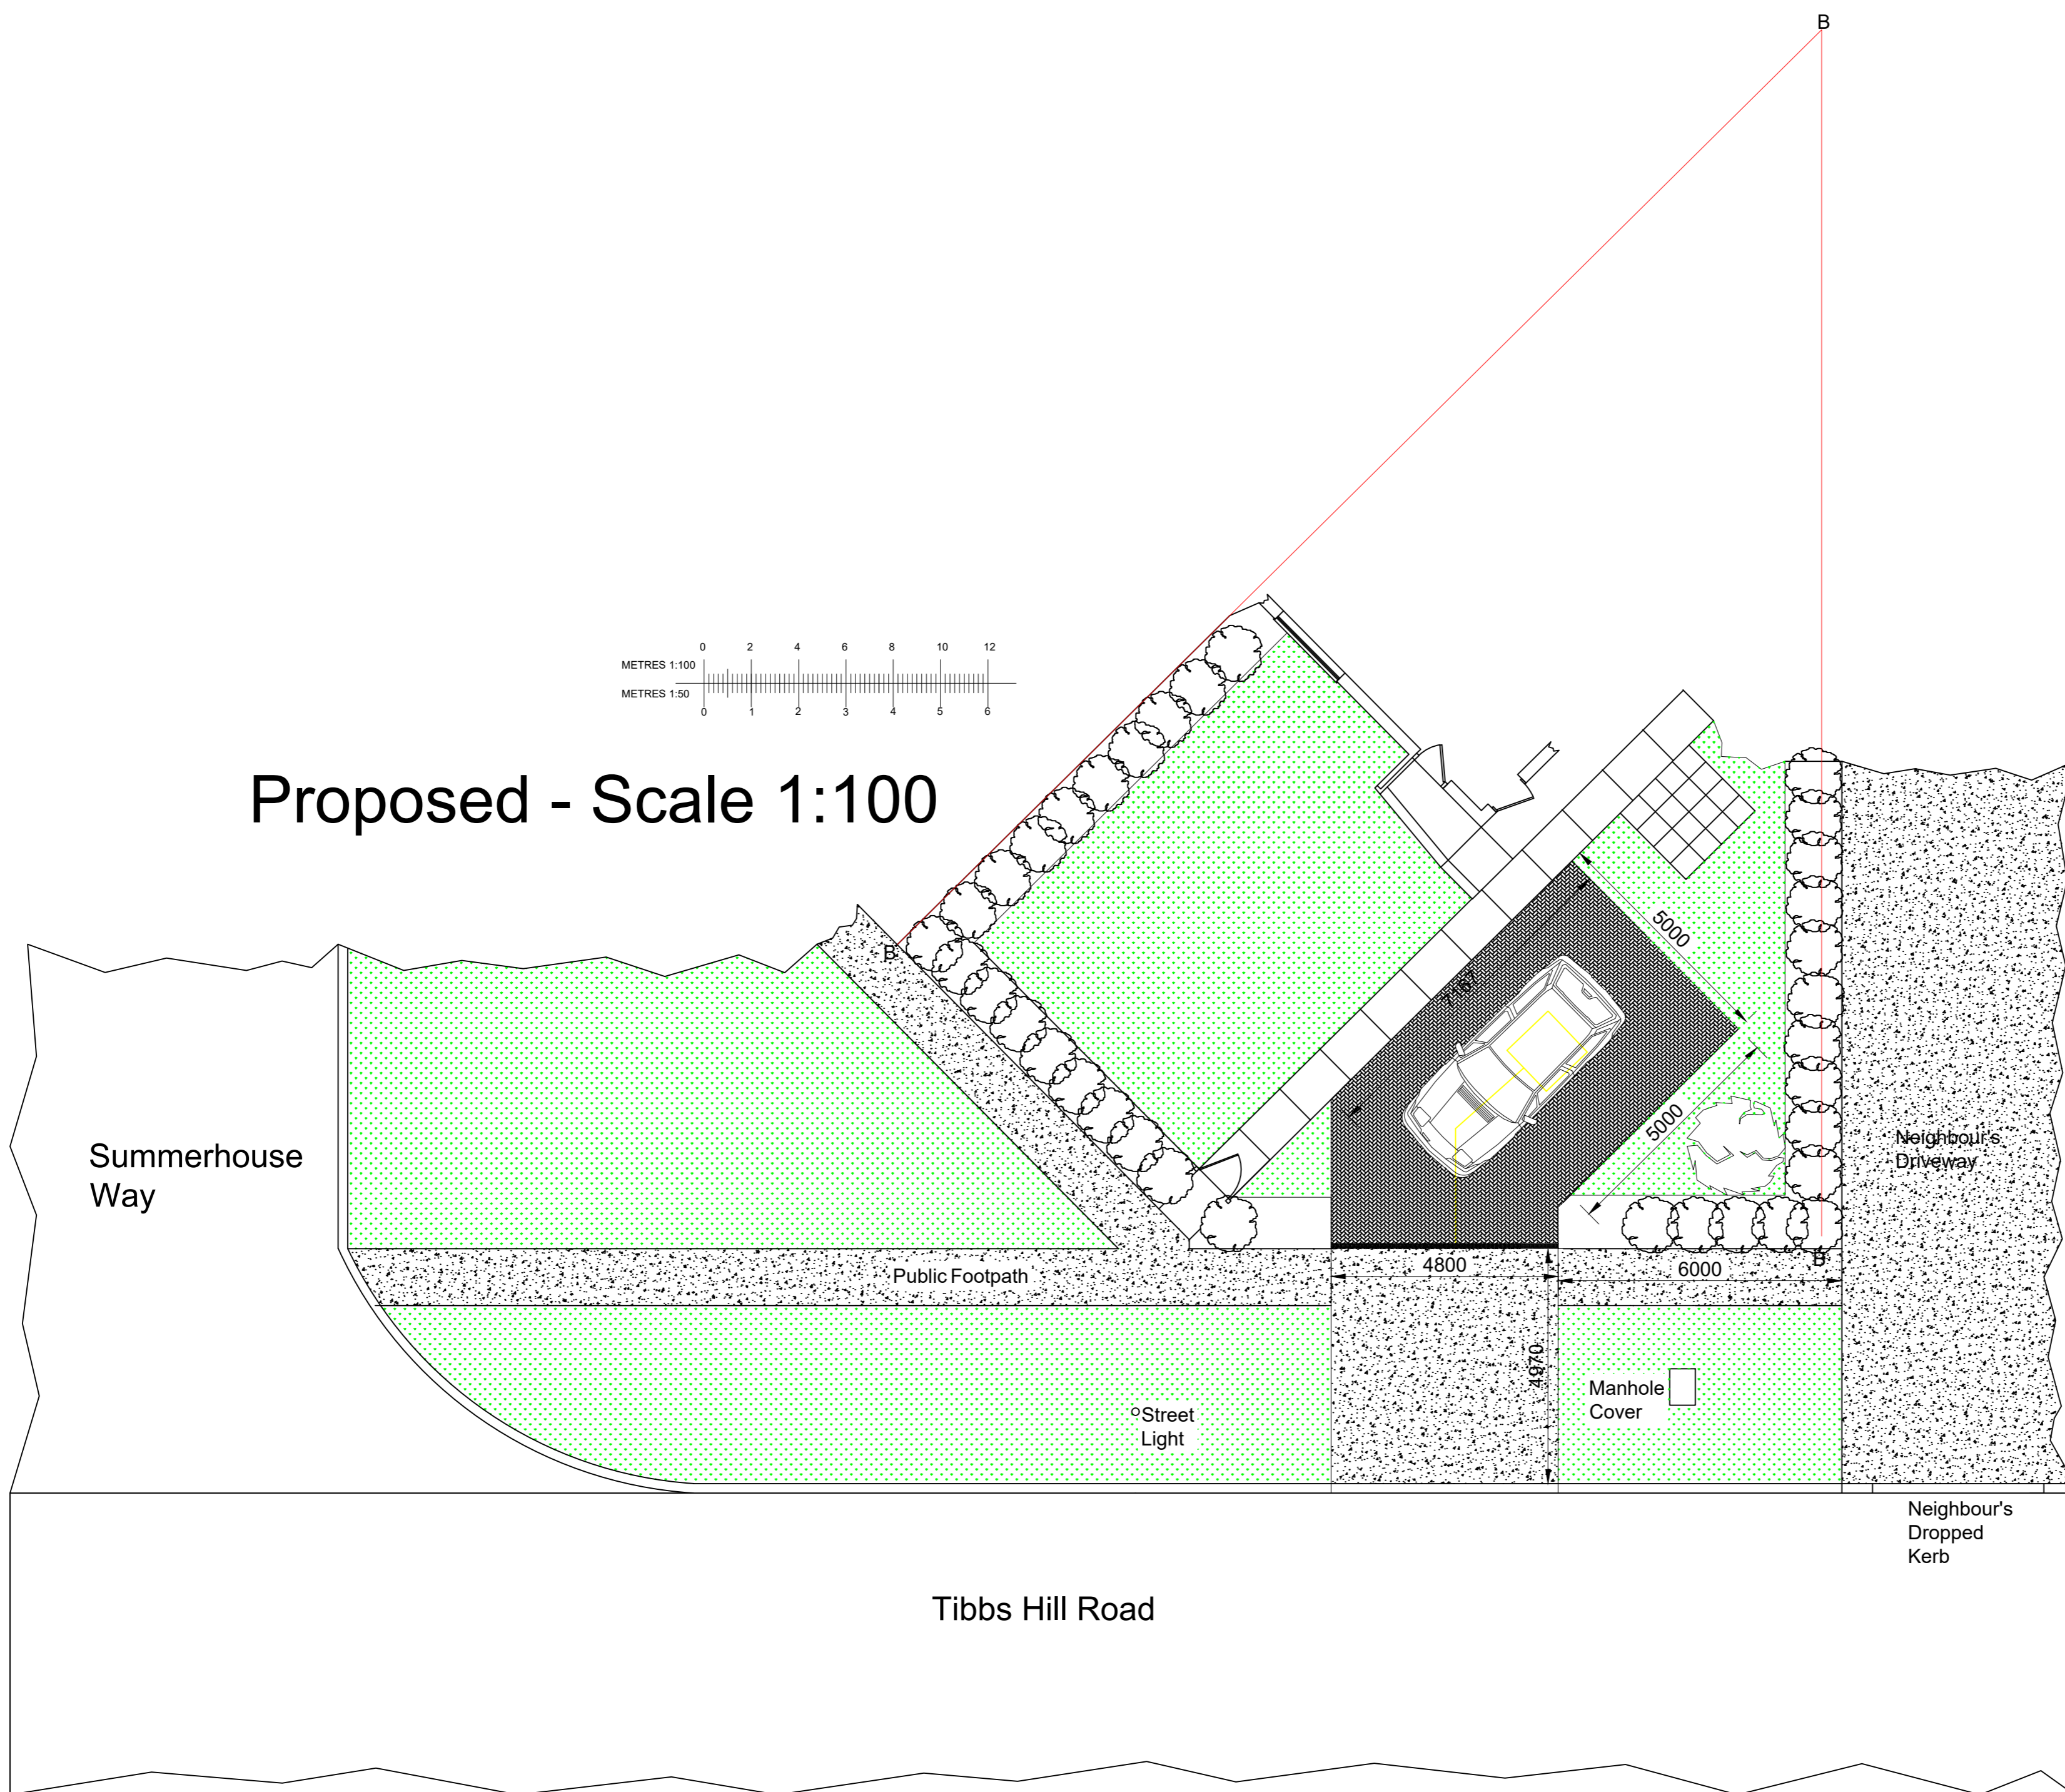 B
0 2 4 6 8 10 12
METRES 1:100
METRES 1:50
0 1 2 3 4 5 6
Proposed - Scale 1:100
B
5000
5000
Summerhouse
Way
Neighbour's
Driveway
Public Footpath
4800
6000
B
4970
Manhole
Cover
Street
Light
Neighbour's
Dropped
Kerb
Tibbs Hill Road